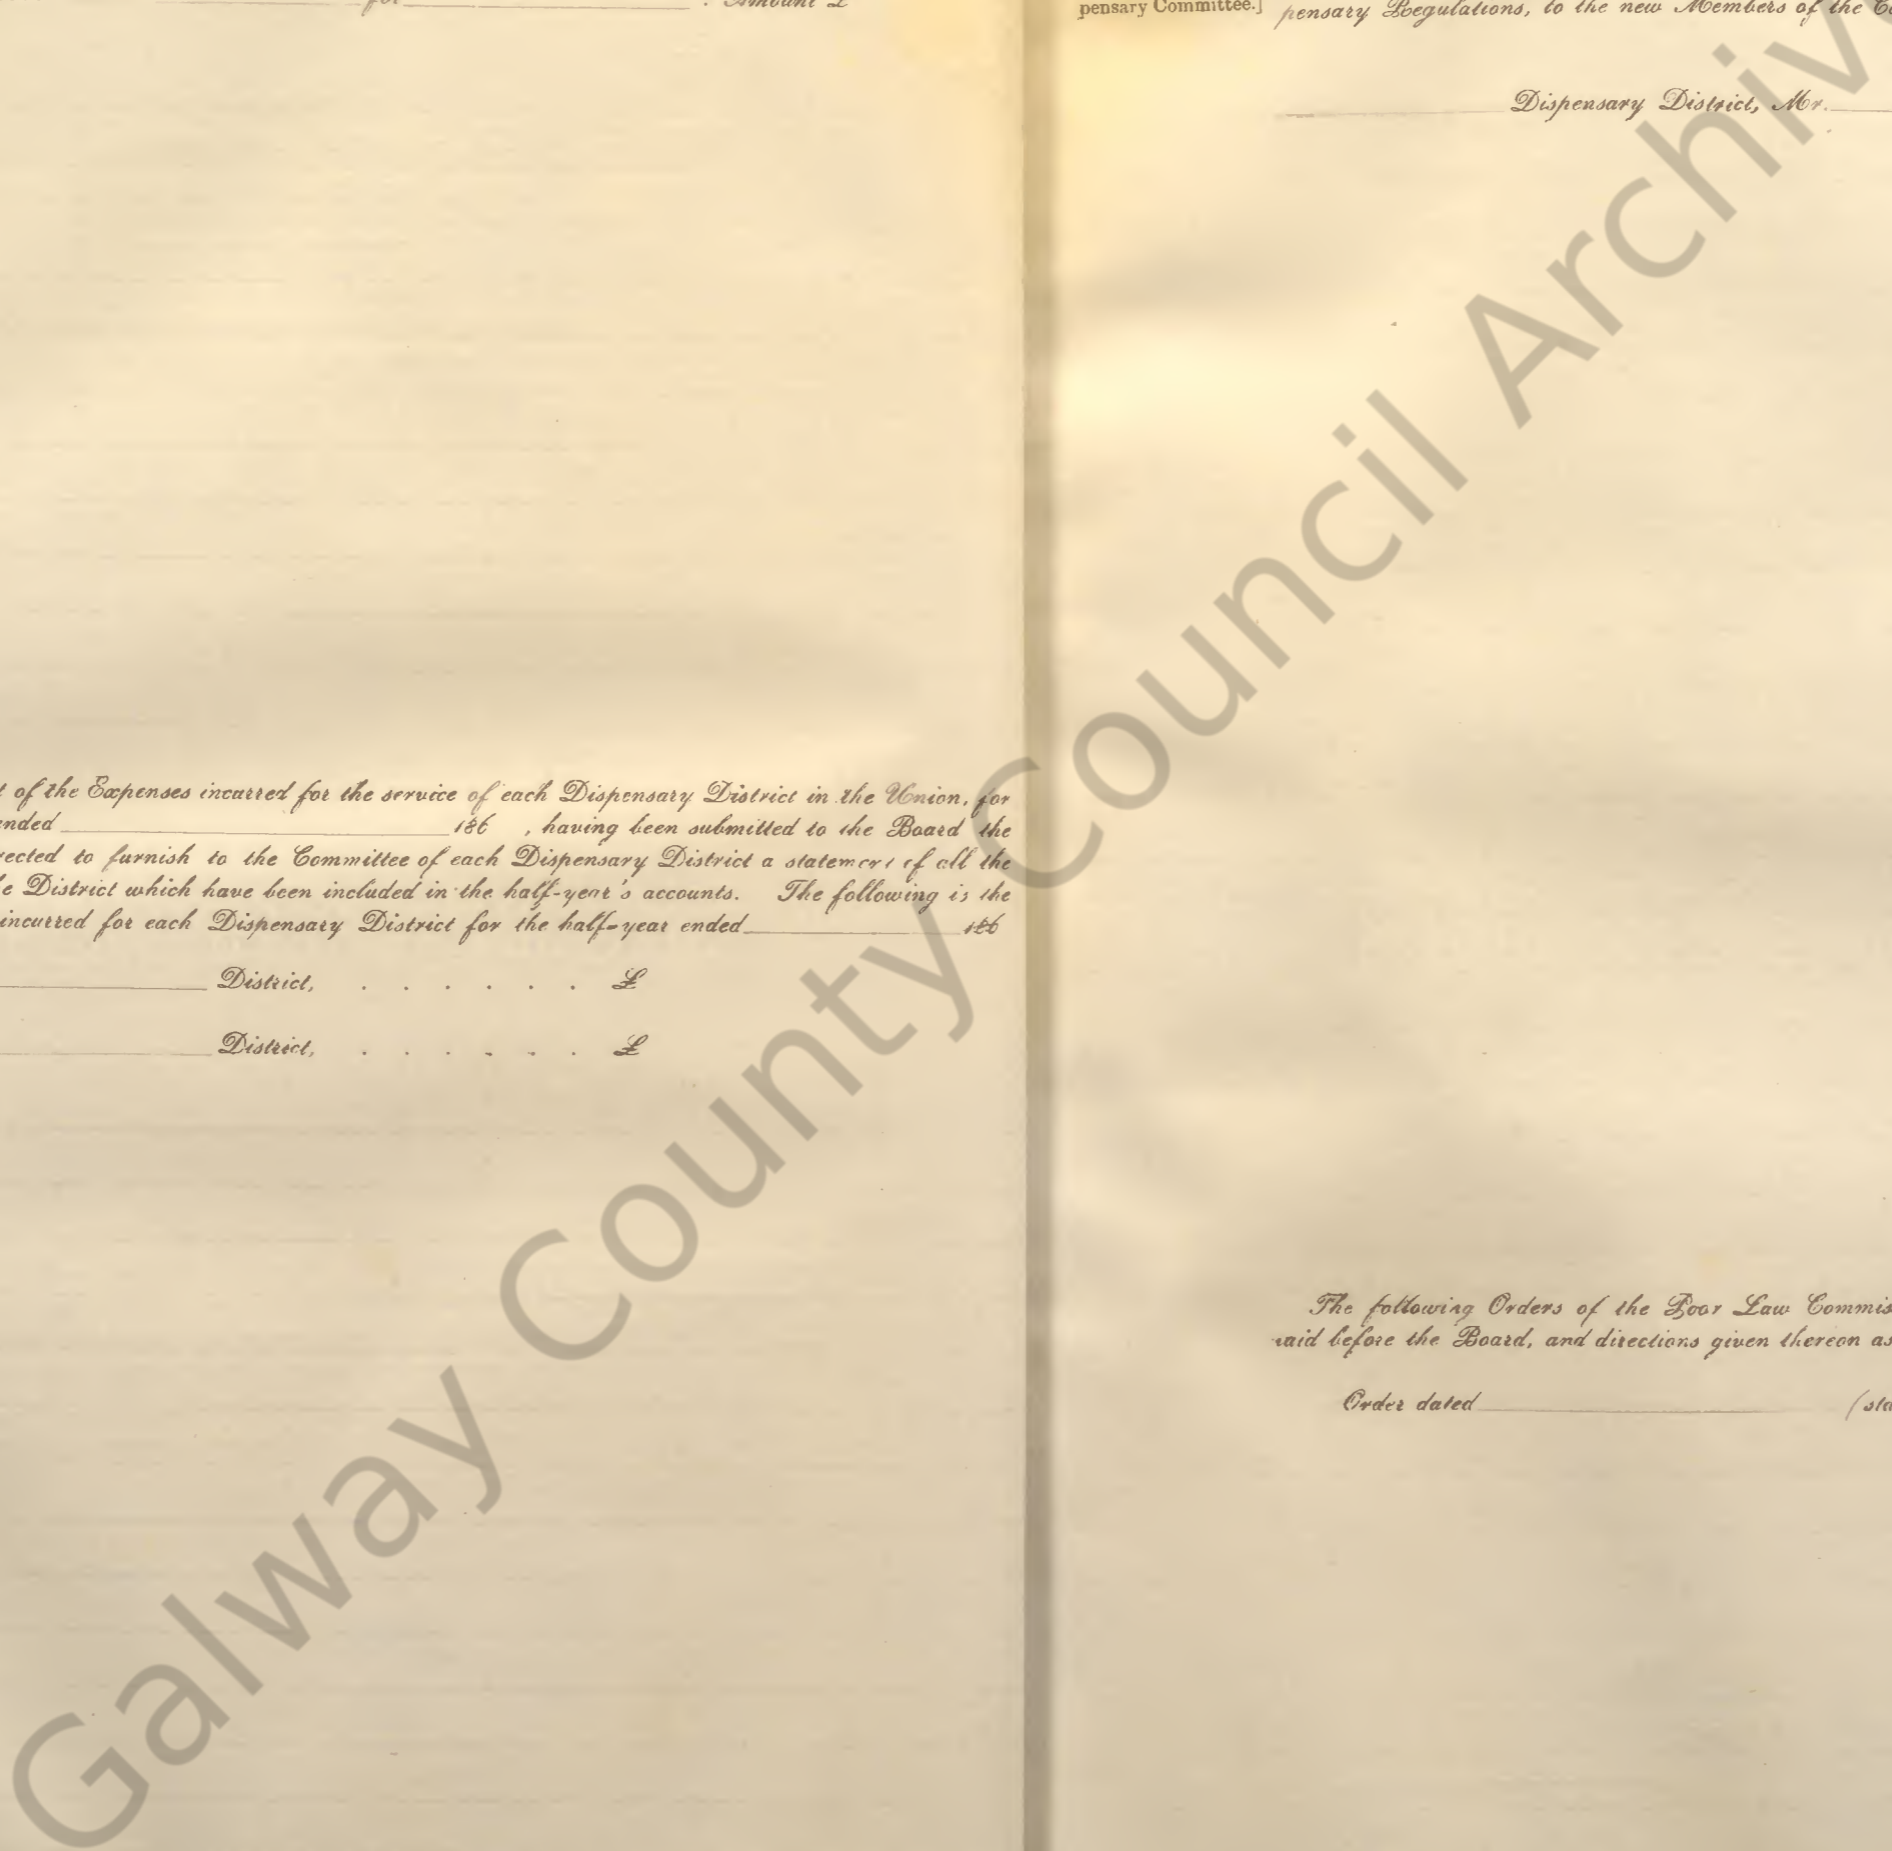 for . Amount £
of the Expenses incurred for the service of each Dispensary District in the Union, for
ended 186 , having been submitted to the Board the
rected to furnish to the Committee of each Dispensary District a statement of all the
District which have been included in the half-year's accounts. The following is the
incurred for each Dispensary District for the half-year ended 186
District, . . . . . . £
District, . . . . . . £
pensary Committee.] pensary Regulations, to the new Members of the
Dispensary District, Mr.
The following Orders of the Poor Law Commis
laid before the Board, and directions given thereon as
Order dated (sta
Galway County Council Archiv